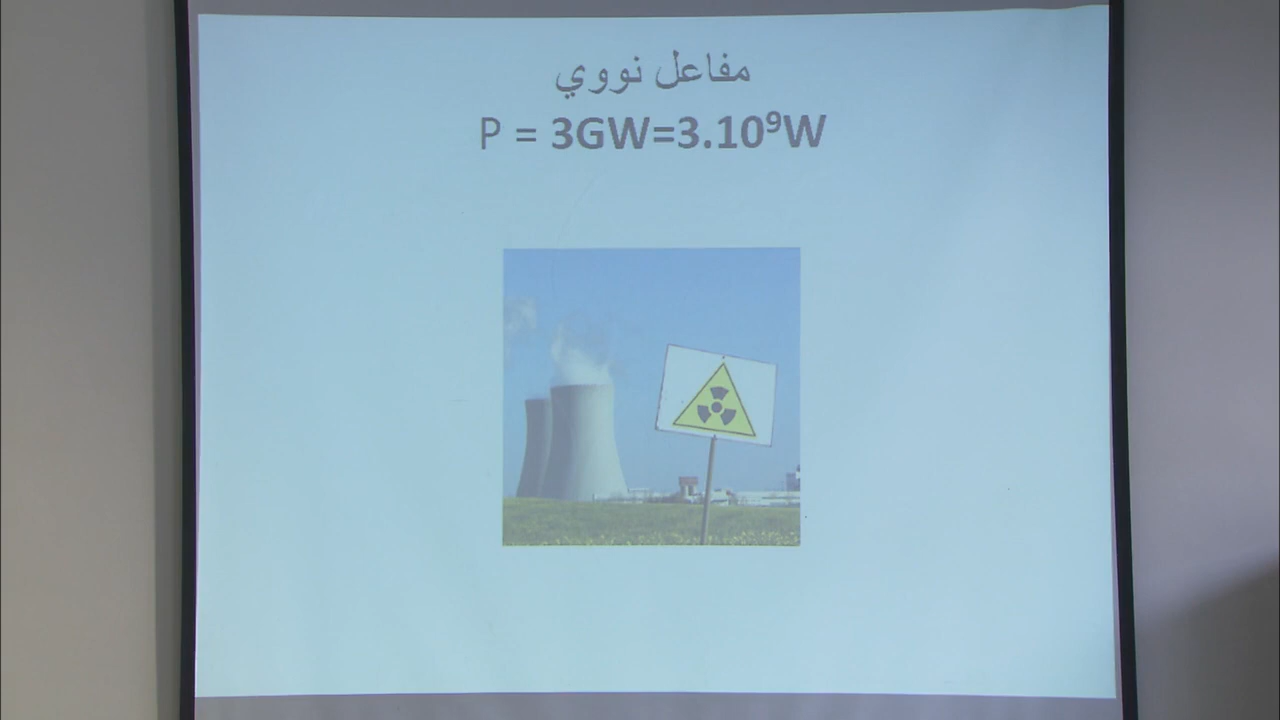 مفاعل نووي
P = 3GW=3.10⁹W